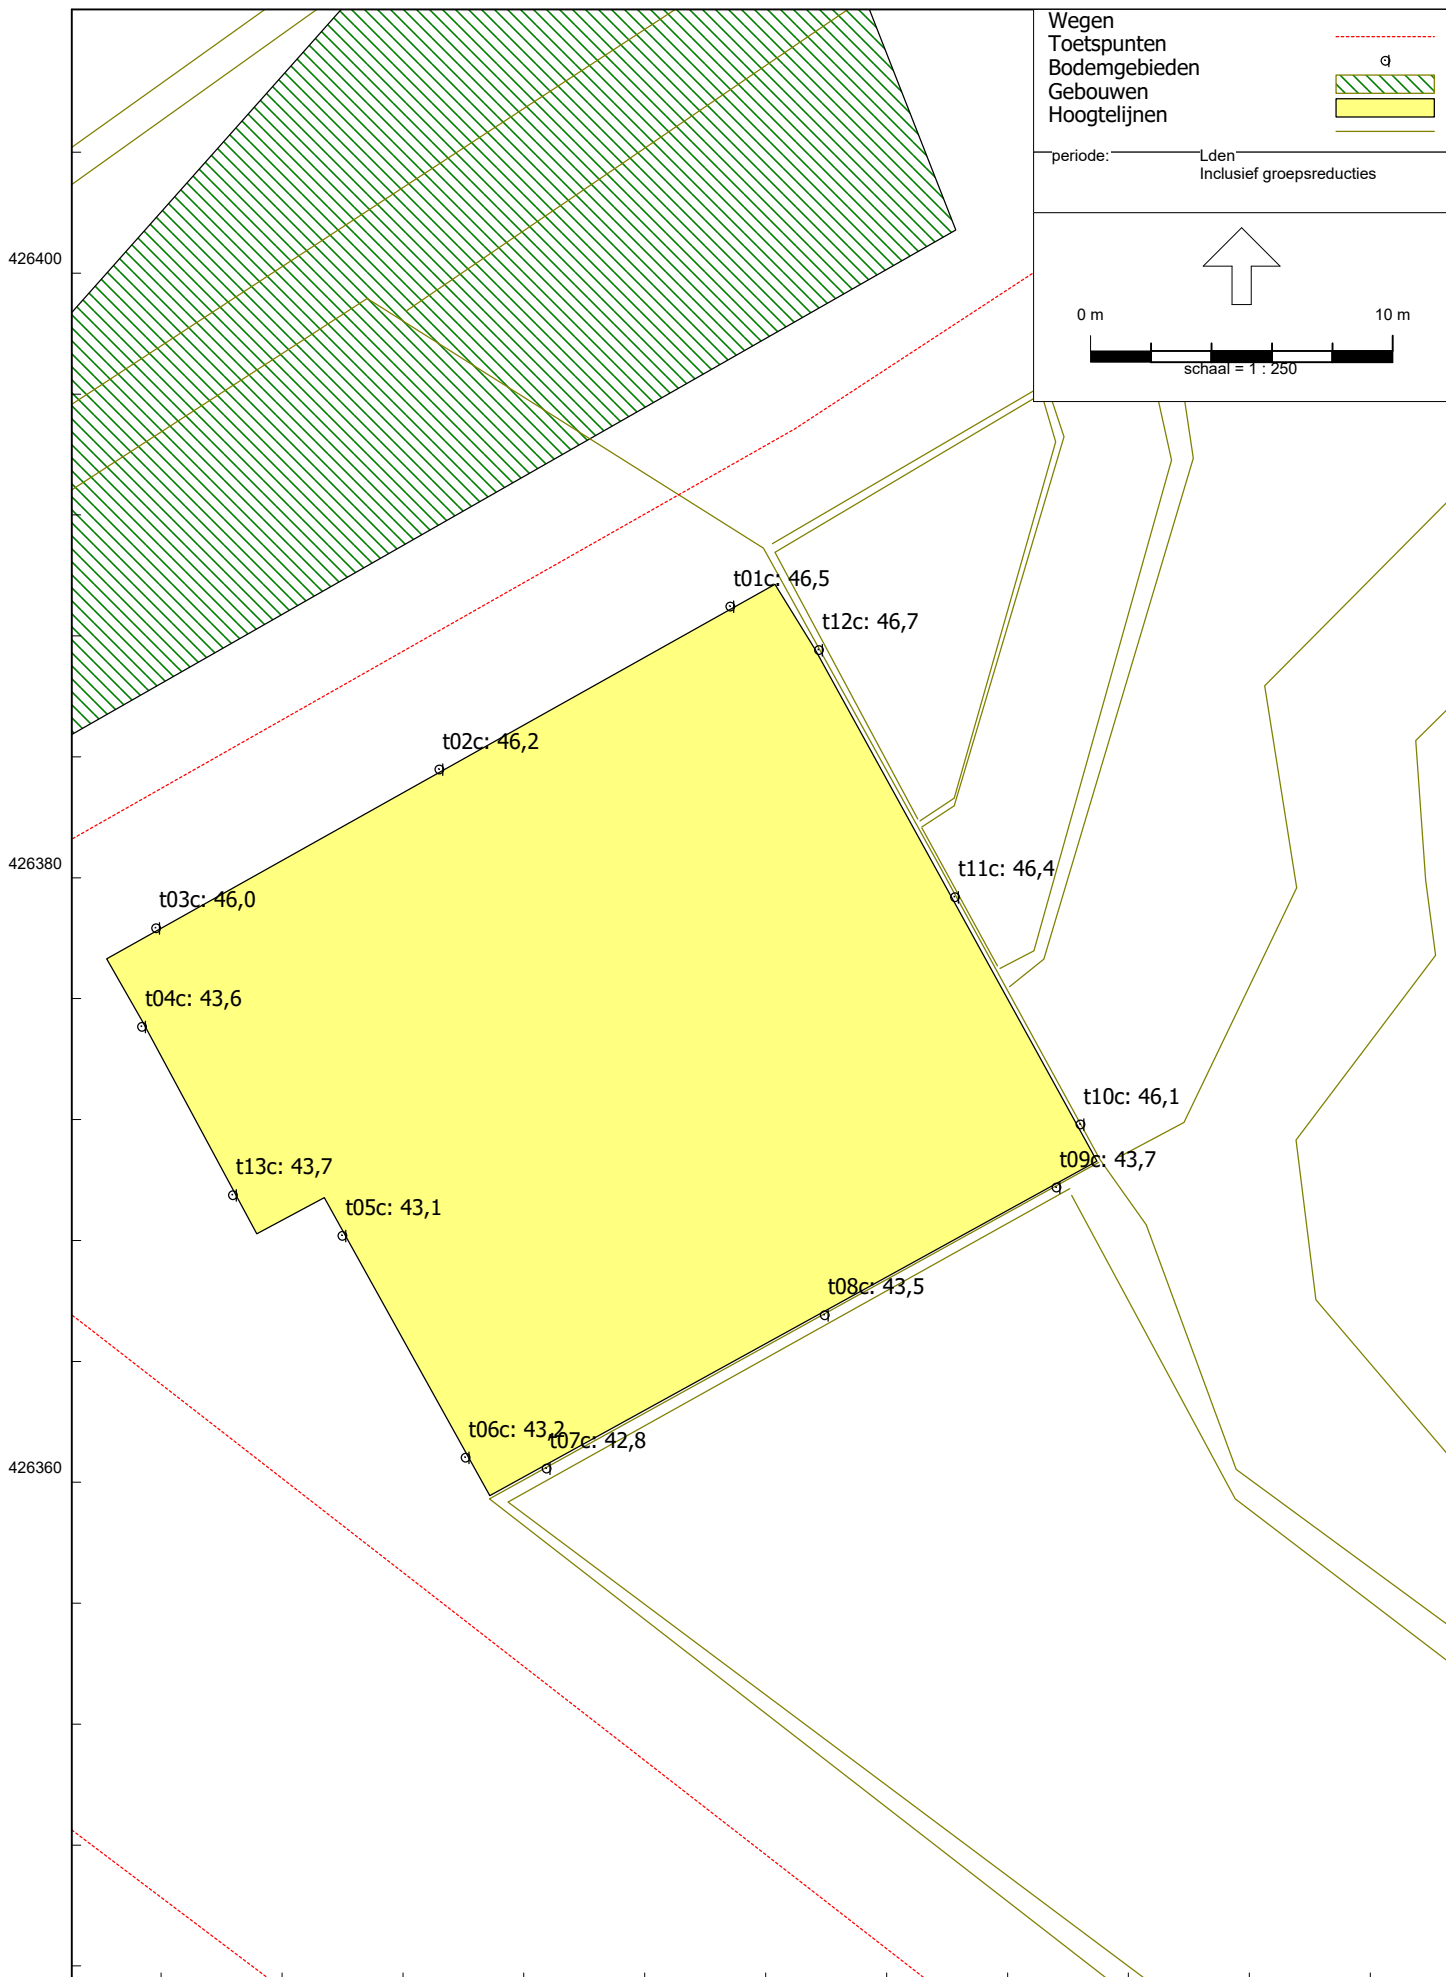 Wegen
Toetspunten
Bodemgebieden
Gebouwen
Hoogtelijnen
periode: Lden
Inclusief groepsreducties
426400
0 m 10 m
schaal = 1 : 250
t01c: 46,5
t12c: 46,7
t02c: 46,2
426380
t11c: 46,4
t03c: 46,0
t04c: 43,6
t10c: 46,1
t09c: 43,7
t13c: 43,7
t05c: 43,1
t08c: 43,5
t06c: 43,2
t07c: 42,8
426360